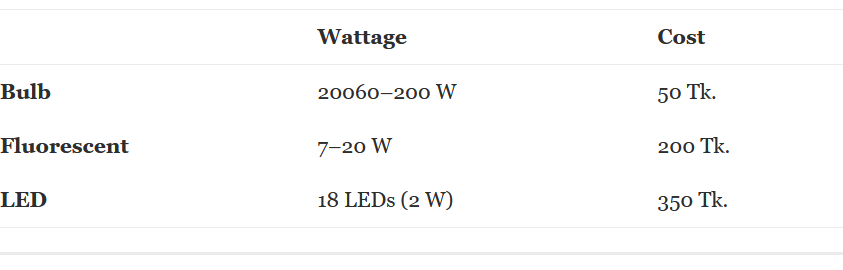 Wattage Cost
Bulb 20060–200 W 50 Tk.
Fluorescent 7–20 W 200 Tk.
LED 18 LEDs (2 W) 350 Tk.